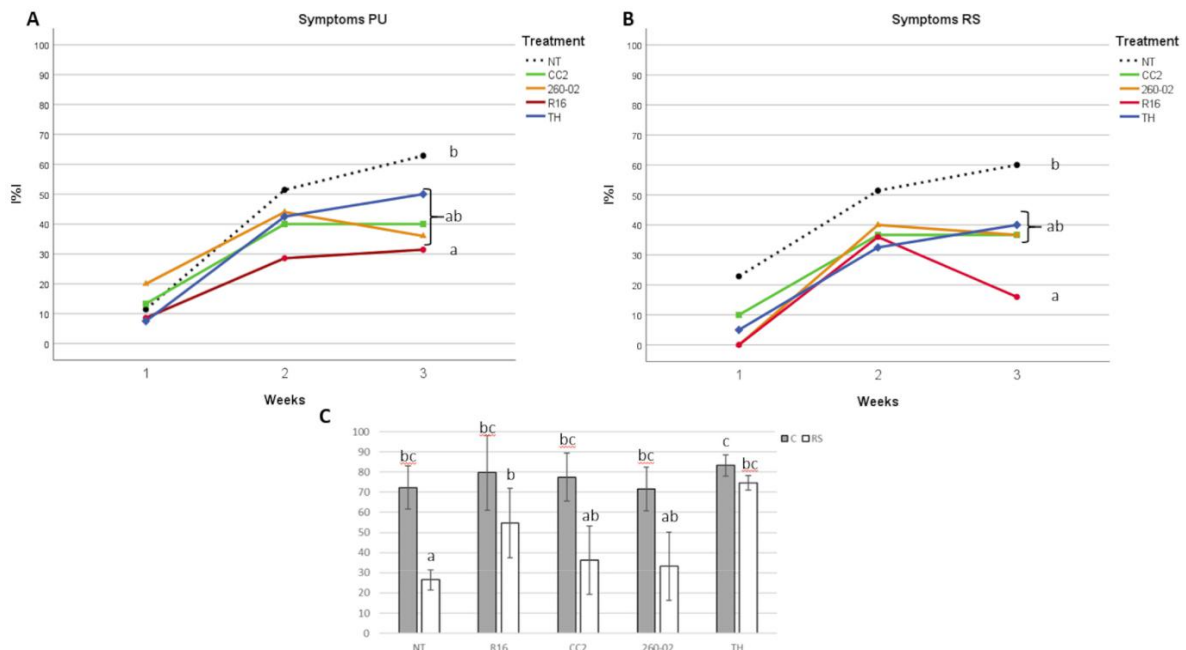 A
Symptoms PU
Treatment
NT
CC2
260-02
R16
TH
100
90
80
70
60
50
40
30
20
10
0
I%I
b
ab
a
1 2 3
Weeks
B
Symptoms RS
Treatment
NT
CC2
260-02
R16
TH
100
90
80
70
60
50
40
30
20
10
0
I%I
b
ab
a
1 2 3
Weeks
C
C RS
100
90
80
70
60
50
40
30
20
10
0
bc a
bc b
bc ab
bc ab
c bc
NT R16 CC2 260-02 TH